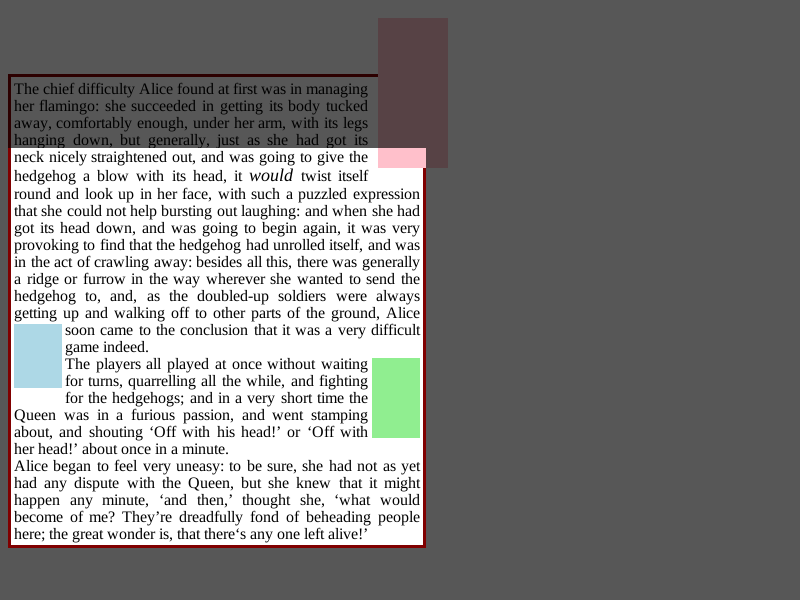 The chief difficulty Alice found at first was in managing
her flamingo: she succeeded in getting its body tucked
away, comfortably enough, under her arm, with its legs
hanging down, but generally, just as she had got its
neck nicely straightened out, and was going to give the
hedgehog a blow with its head, it would twist itself
round and look up in her face, with such a puzzled expression
that she could not help bursting out laughing: and when she had
got its head down, and was going to begin again, it was very
provoking to find that the hedgehog had unrolled itself, and was
in the act of crawling away: besides all this, there was generally
a ridge or furrow in the way wherever she wanted to send the
hedgehog to, and, as the doubled-up soldiers were always
getting up and walking off to other parts of the ground, Alice
soon came to the conclusion that it was a very difficult
game indeed.
The players all played at once without waiting
for turns, quarrelling all the while, and fighting
for the hedgehogs; and in a very short time the
Queen was in a furious passion, and went stamping
about, and shouting ‘Off with his head!’ or ‘Off with
her head!’ about once in a minute.
Alice began to feel very uneasy: to be sure, she had not as yet
had any dispute with the Queen, but she knew that it might
happen any minute, ‘and then,’ thought she, ‘what would
become of me? They’re dreadfully fond of beheading people
here; the great wonder is, that there‘s any one left alive!’